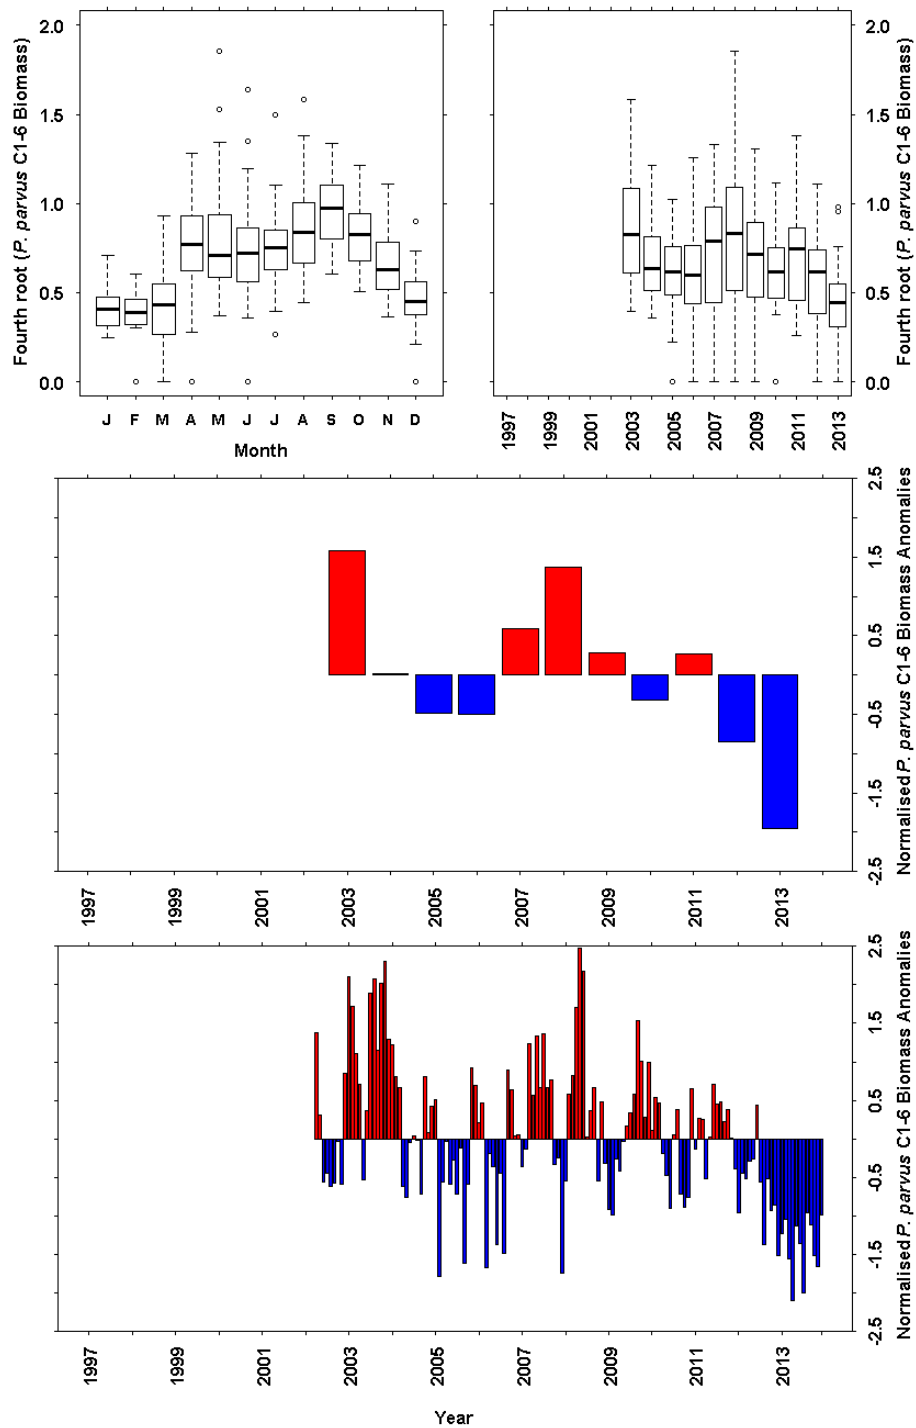 Fourth root (P. parvus C1-6 Biomass)
2.0
1.5
1.0
0.5
0.0
J F M A M J J A S O N D
Month
2.0
1.5
1.0
0.5
0.0
Fourth root (P. parvus C1-6 Biomass)
1997 1999 2001 2003 2005 2007 2009 2011 2013
2.5
1.5
0.5
-0.5
-1.5
-2.5
Normalised P. parvus C1-6 Biomass Anomalies
1997 1999 2001 2003 2005 2007 2009 2011 2013
2.5
1.5
0.5
-0.5
-1.5
-2.5
Normalised P. parvus C1-6 Biomass Anomalies
1997 1999 2001 2003 2005 2007 2009 2011 2013
Year